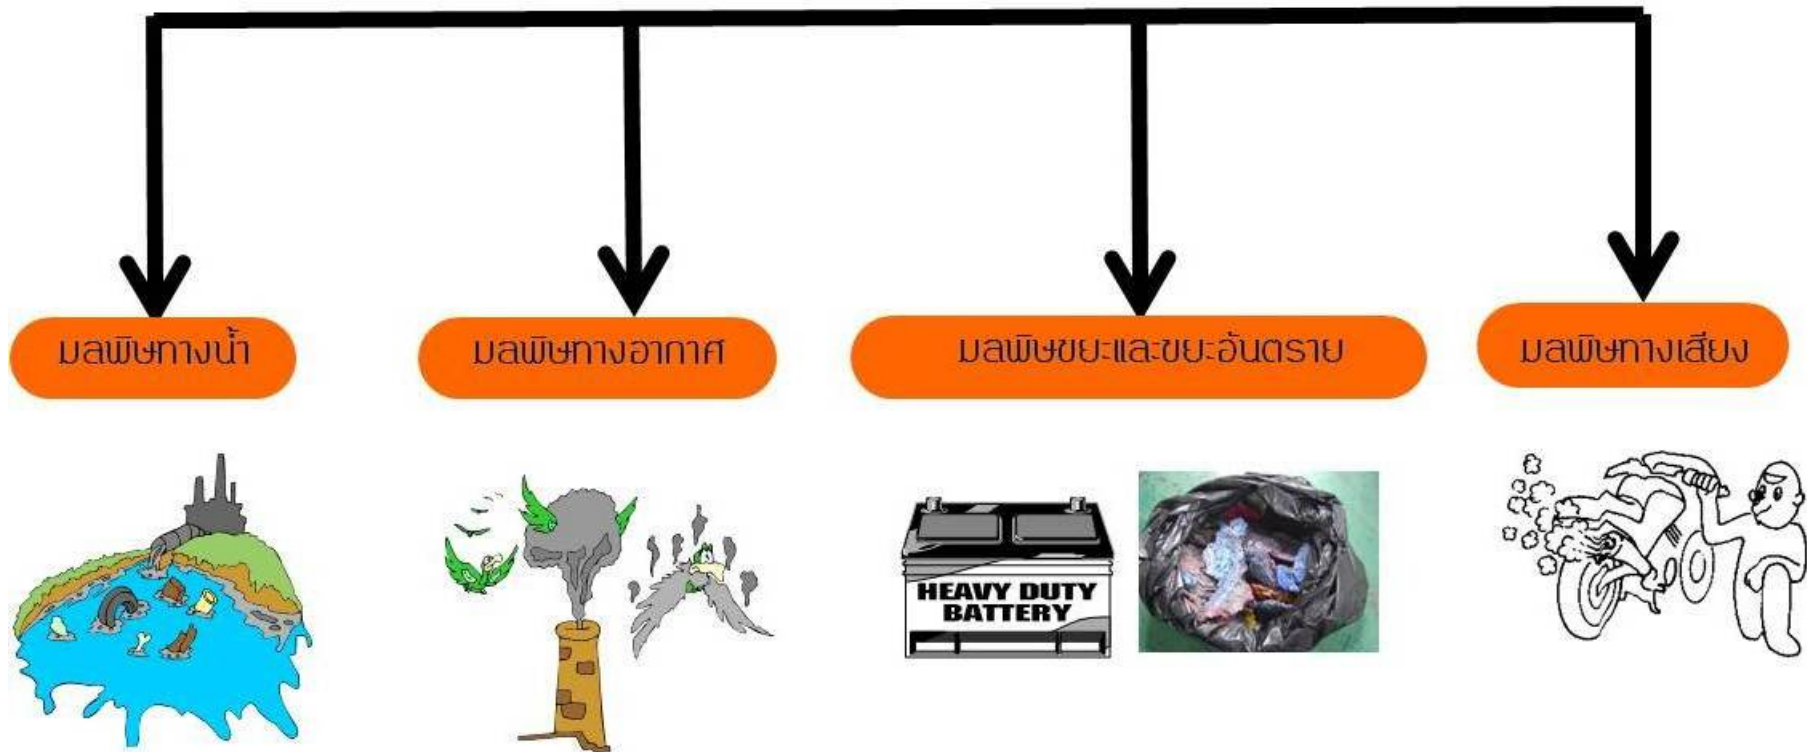 มลพิษทางน้ำ
มลพิษทางอากาศ
มลพิษขยะและขยะอันตราย
มลพิษทางเสียง
HEAVY DUTY
BATTERY